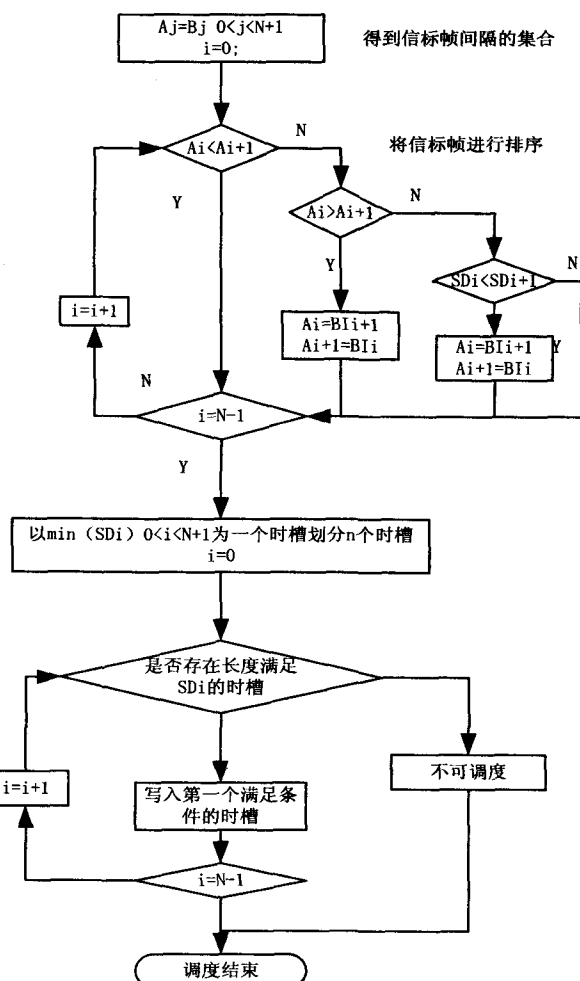 Aj=Bj 0<j<N+1
i=0;
得到信标帧间隔的集合
Ai<Ai+1
N
将信标帧进行排序
Y
Ai>Ai+1
N
Y
SDi<SDi+1
N
i=i+1
Ai=BIi+1
Ai+1=BIi
Ai=BIi+1
Ai+1=BIi
Y
N
i=N-1
Y
以min（SDi）0<i<N+1为一个时槽划分n个时槽
i=0
是否存在长度满足
SDi的时槽
i=i+1
写入第一个满足条
件的时槽
不可调度
i=N-1
调度结束